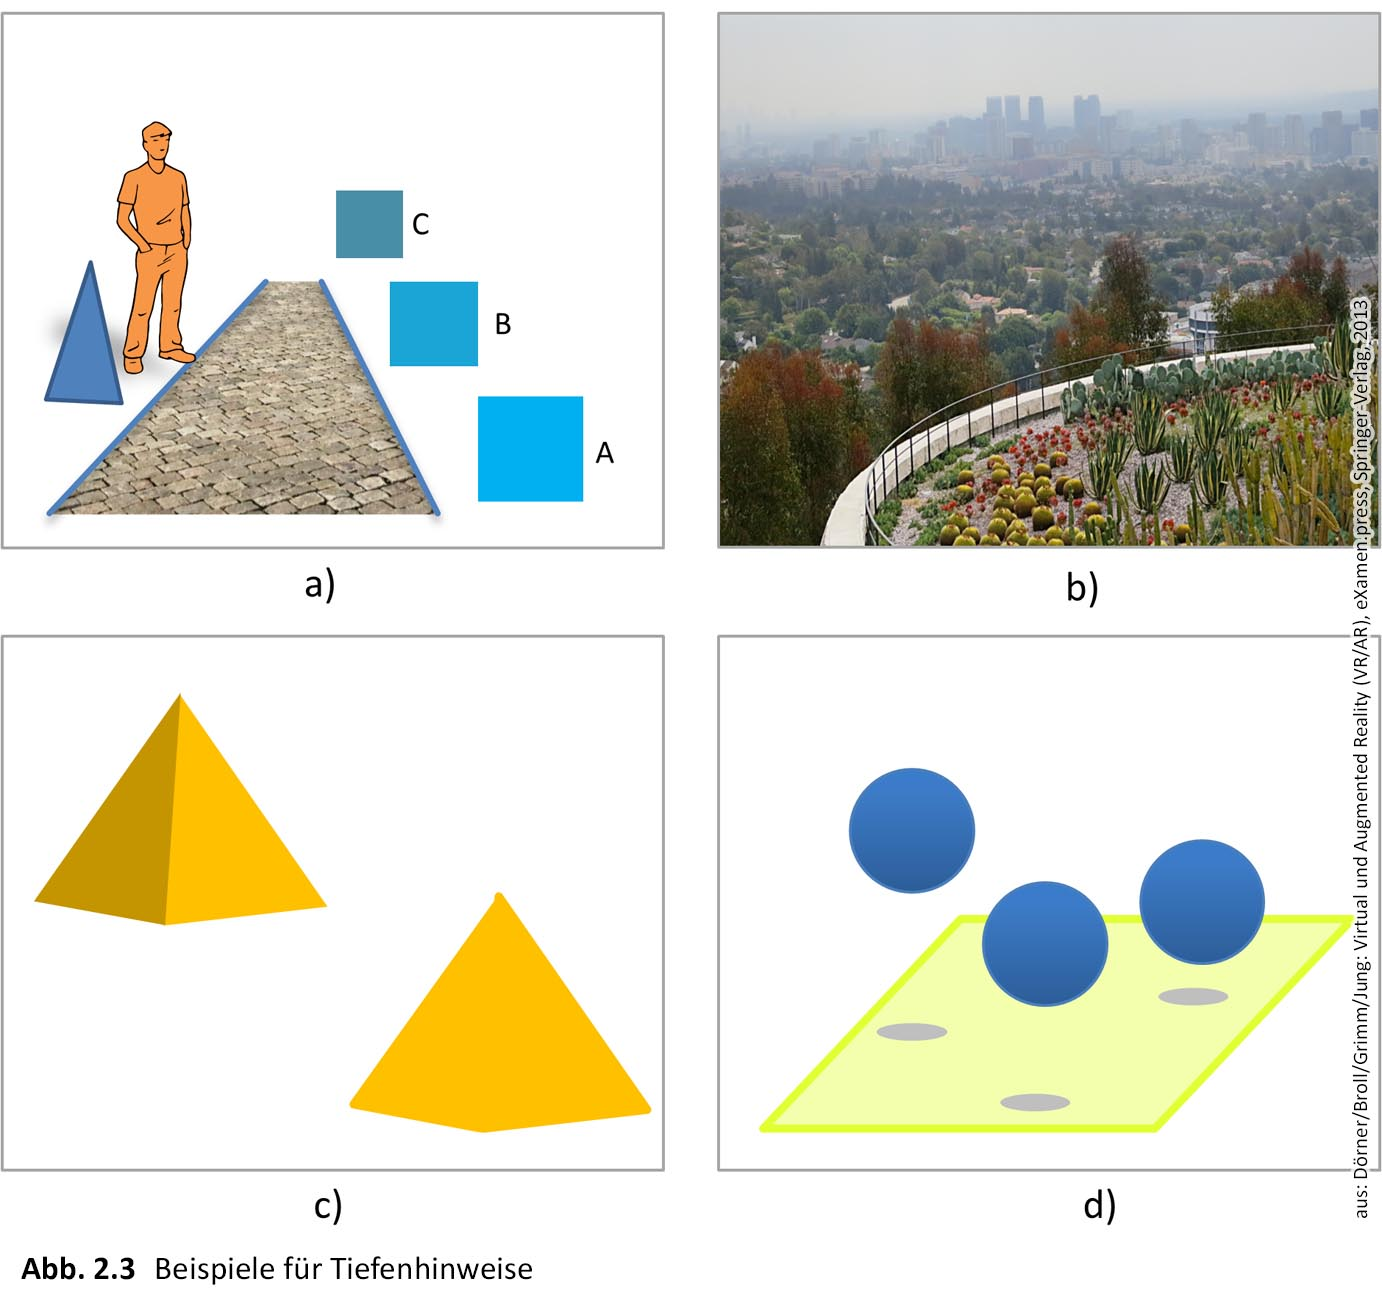 C
B
A
a)
b)
c)
d)
aus: Dörner/Broll/Grimm/Jung: Virtual und Augmented Reality (VR/AR), eXamen.press, Springer-Verlag, 2013
Abb. 2.3 Beispiele für Tiefenhinweise